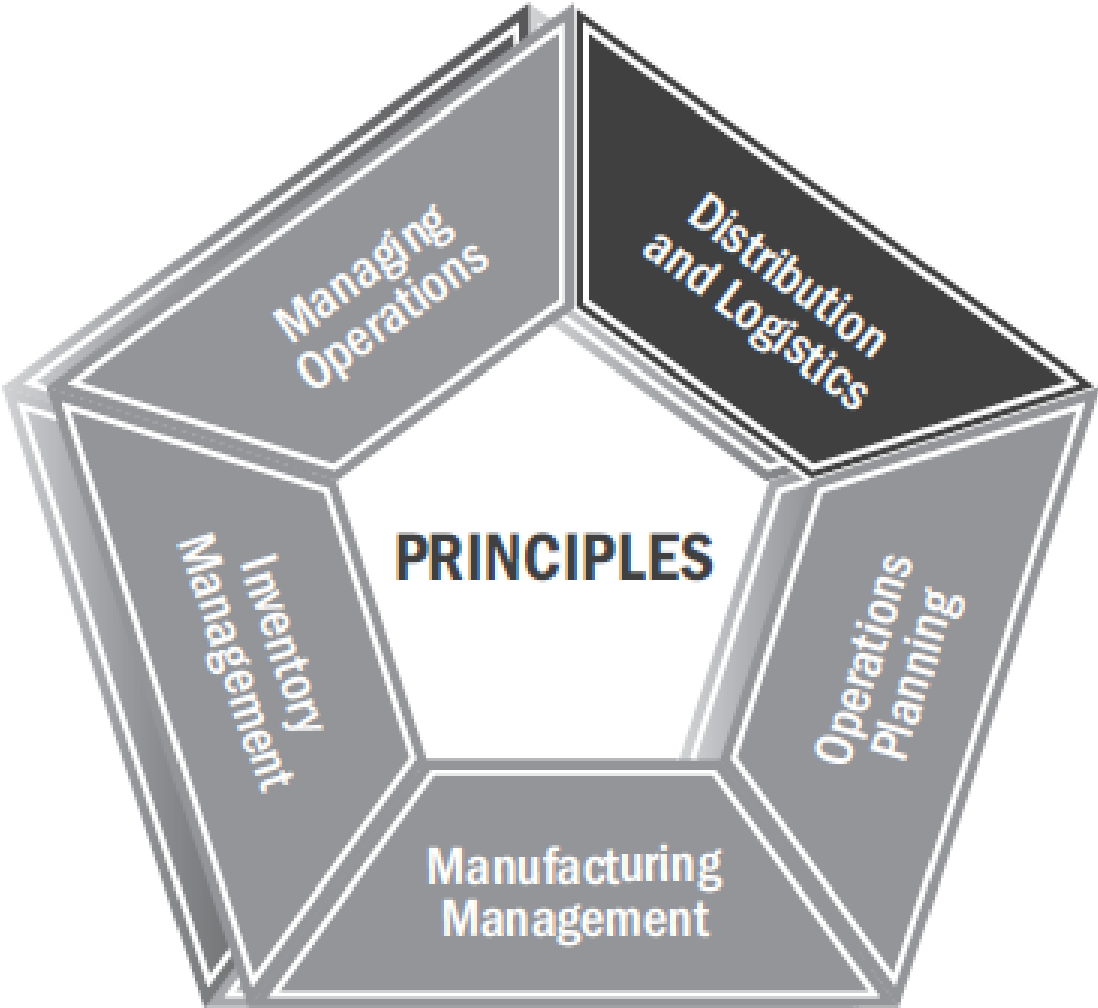 Managing
Operations
Distribution
and Logistics
PRINCIPLES
Inventory
Management
Operations
Planning
Manufacturing
Management